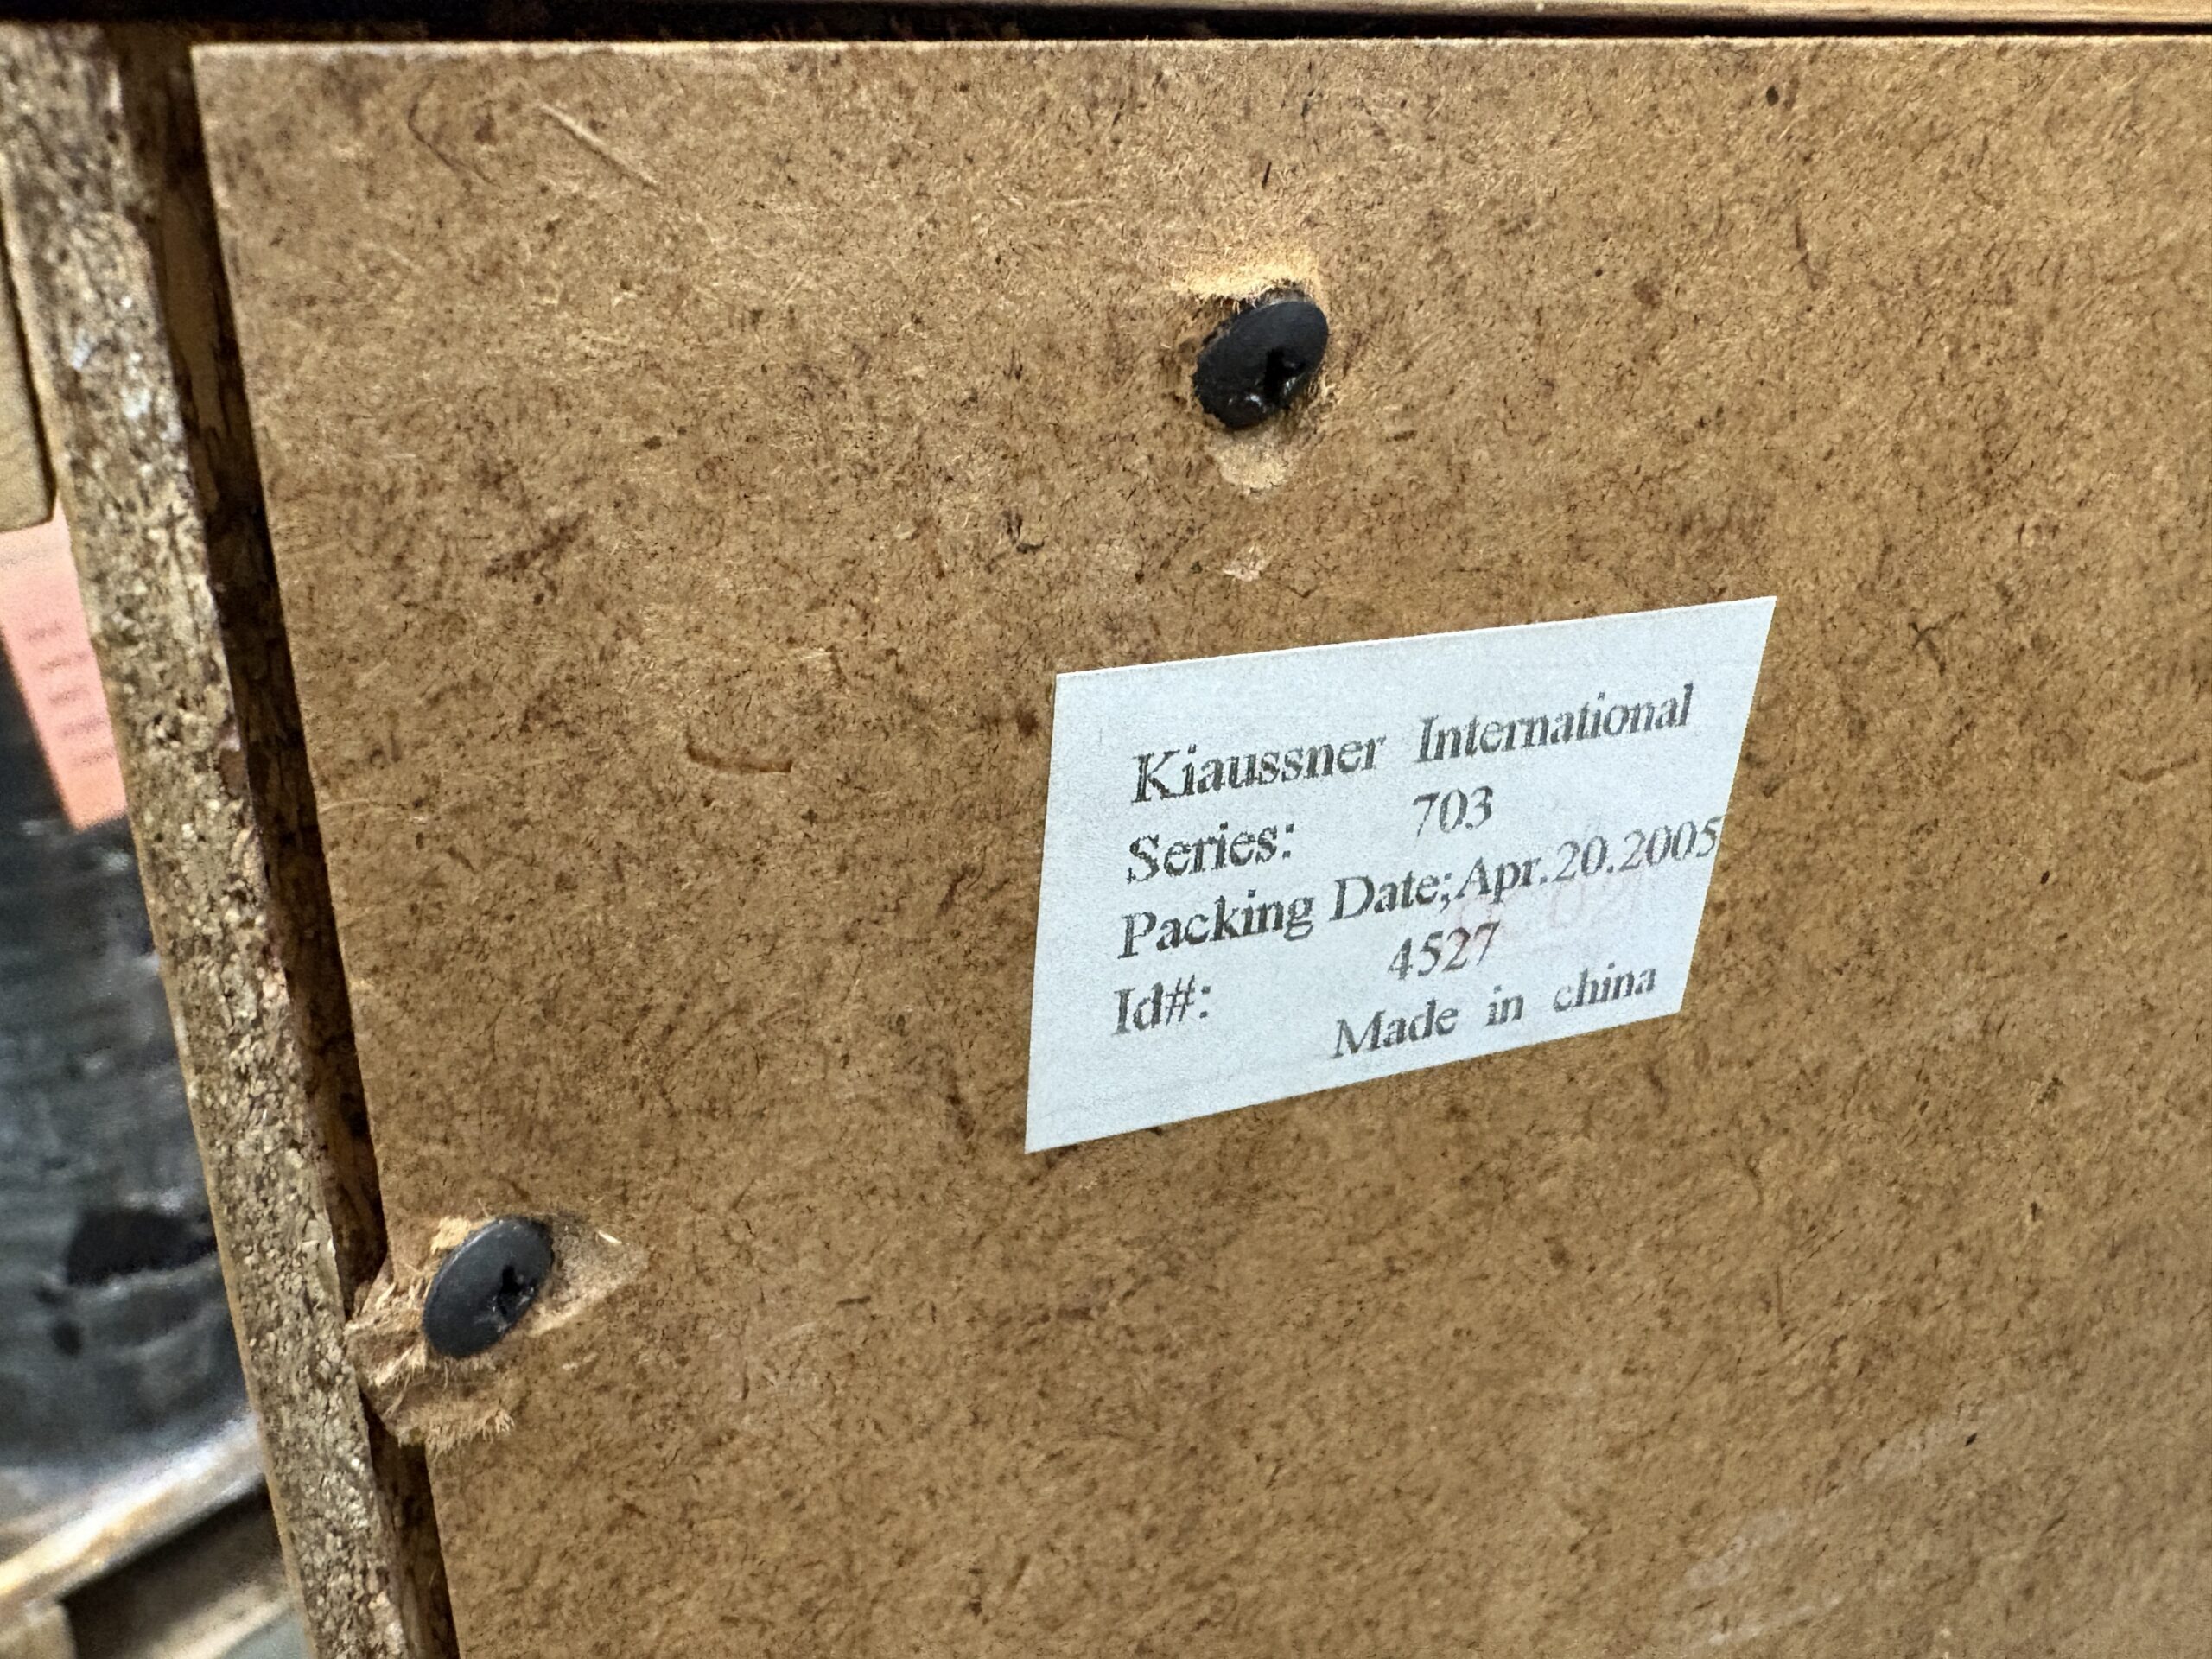 Kiaussner International
Series: 703
Packing Date;Apr.20.2005
Id#: 4527
Made in china